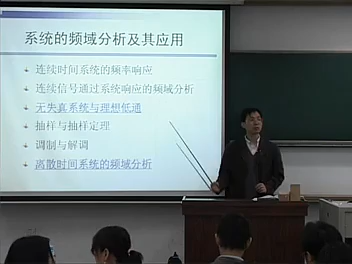 系统的频域分析及其应用
连续时间系统的频率响应
连续信号通过系统响应的频域分析
无失真系统与理想低通
抽样与抽样定理
调制与解调
离散时间系统的频域分析